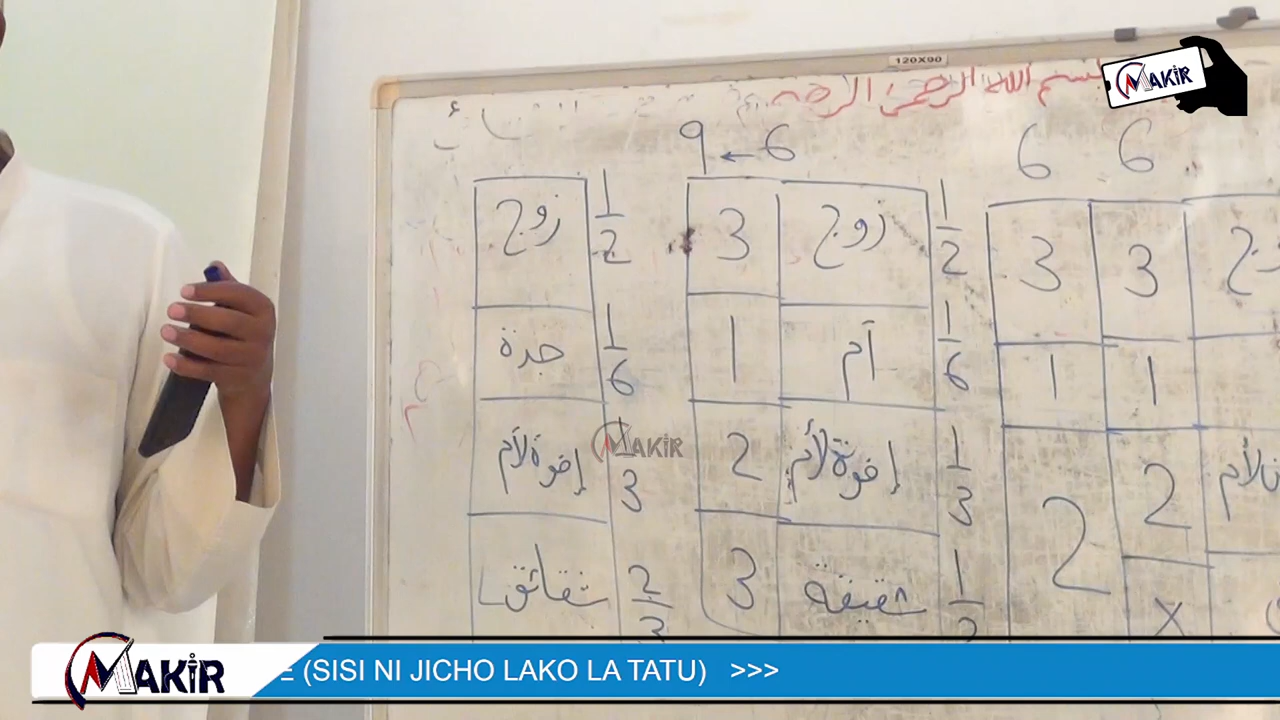 120X90
بسم الله الرحمن الرحيم
MAKIR
9 ← 6
6 6
زوج 1/2
3 زوج 1/2
3 3
جدة 1/6
1 أم 1/6
1 1
إخوة لأم 1/3
2 إخوة لأم 1/3
2 2
MAKIR
شقائق 2/3
3 شقيقة 1/2
x
MAKIR
(SISI NI JICHO LAKO LA TATU) >>>